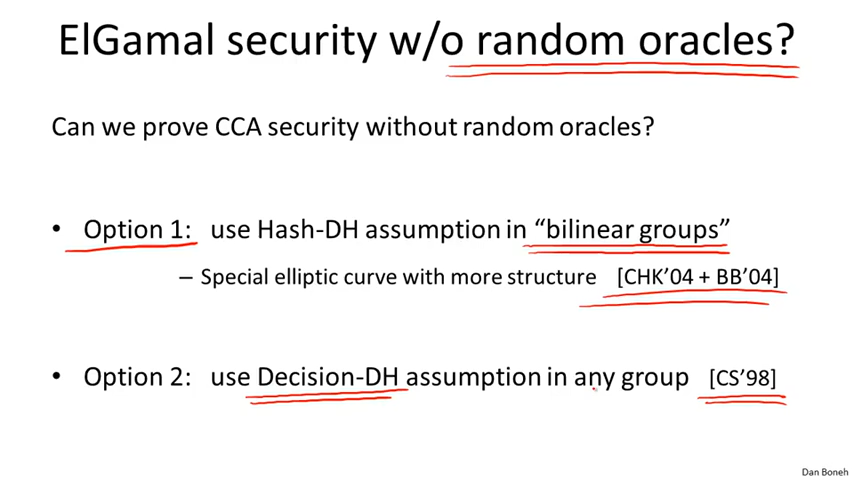 ElGamal security w/o random oracles?
Can we prove CCA security without random oracles?
• Option 1: use Hash-DH assumption in “bilinear groups”
– Special elliptic curve with more structure [CHK’04 + BB’04]
• Option 2: use Decision-DH assumption in any group [CS’98]
Dan Boneh